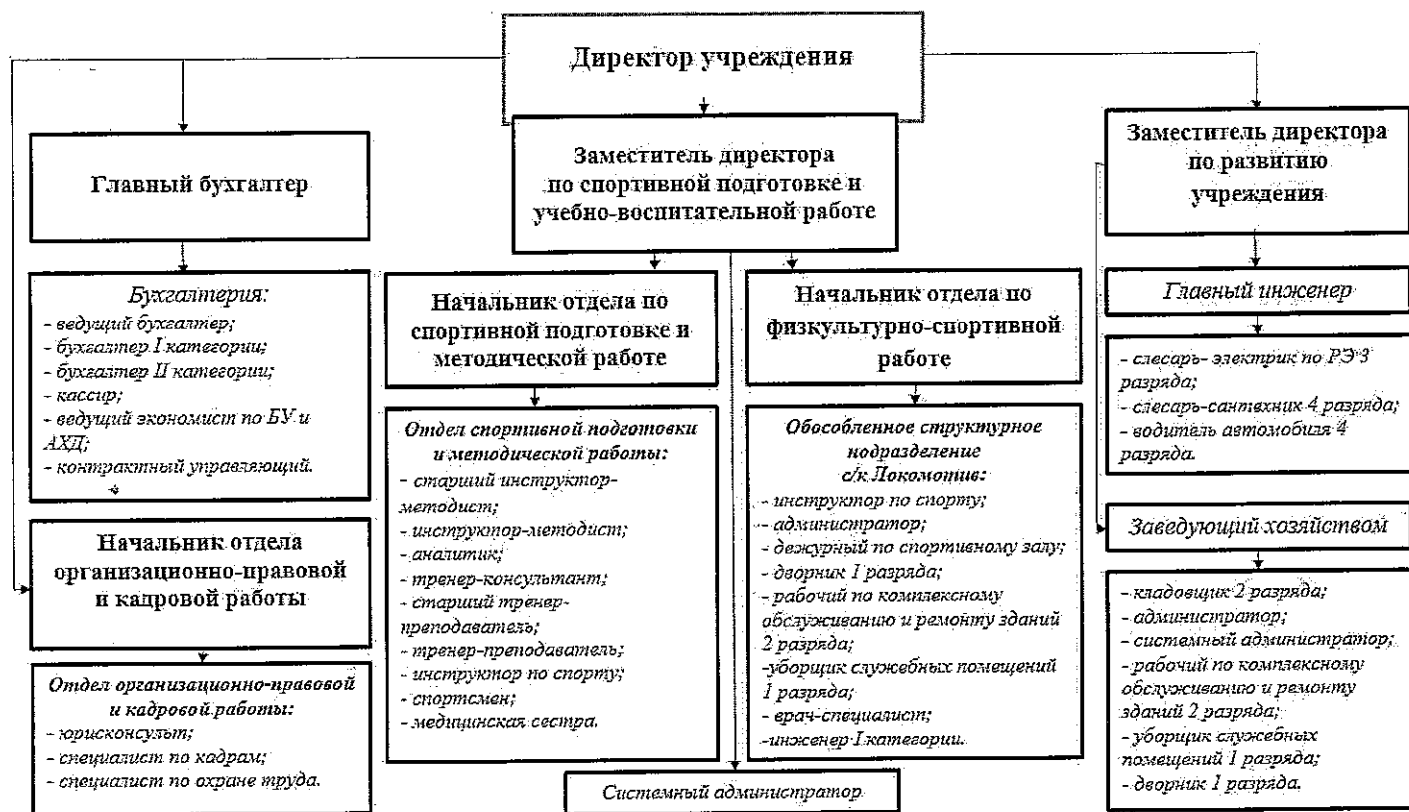 Директор учреждения
Главный бухгалтер
Заместитель директора
по спортивной подготовке и
учебно-воспитательной работе
Заместитель директора
по развитию
учреждения
Бухгалтерия:
- ведущий бухгалтер;
- бухгалтер I категории;
- бухгалтер II категории;
- кассир;
- ведущий экономист по БУ и
АХД;
- контрактный управляющий.
Начальник отдела
организационно-правовой
и кадровой работы
Отдел организационно-правовой
и кадровой работы:
- юрисконсульт;
- специалист по кадрам;
- специалист по охране труда.
Начальник отдела по
спортивной подготовке и
методической работе
Отдел спортивной подготовки
и методической работы:
- старший инструктор-
методист;
- инструктор-методист;
- аналитик;
- тренер-консультант;
- старший тренер-
преподаватель;
- тренер-преподаватель;
- инструктор по спорту;
- спортсмен;
- медицинская сестра.
Начальник отдела по
физкультурно-спортивной
работе
Обособленное структурное
подразделение
с/к Локомотив:
- инструктор по спорту;
- администратор;
- дежурный по спортивному залу;
- дворник 1 разряда;
- рабочий по комплексному
обслуживанию и ремонту зданий
2 разряда;
-уборщик служебных помещений
1 разряда;
- врач-специалист;
-инженер I категории.
Системный администратор
Главный инженер
- слесарь- электрик по РЭ 3
разряда;
- слесарь-сантехник 4 разряда;
- водитель автомобиля 4
разряда.
Заведующий хозяйством
- кладовщик 2 разряда;
- администратор;
- системный администратор;
- рабочий по комплексному
обслуживанию и ремонту
зданий 2 разряда;
- уборщик служебных
помещений 1 разряда;
- дворник 1 разряда.